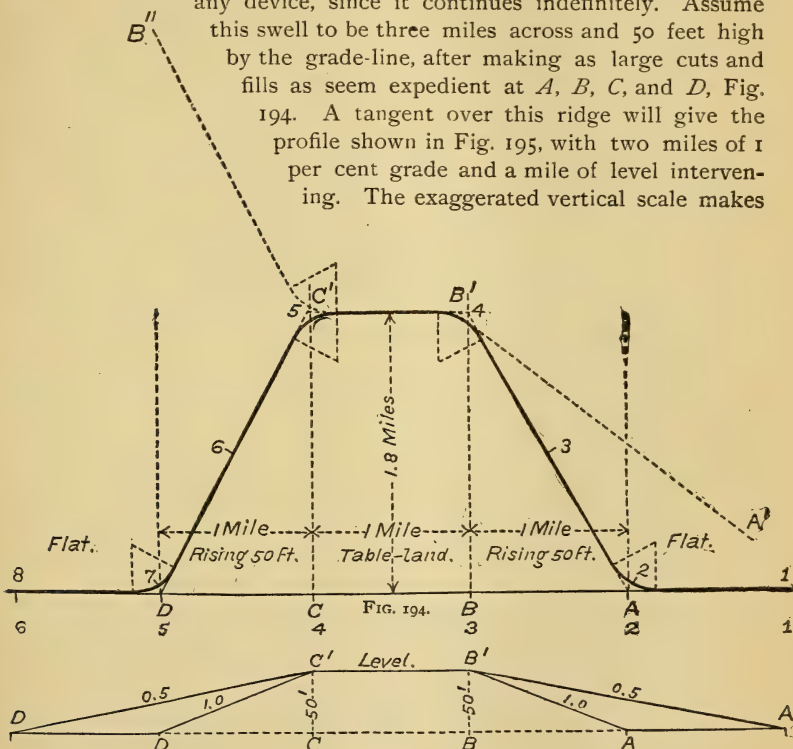 any device, since it continues indefinitely. Assume
this swell to be three miles across and 50 feet high
by the grade-line, after making as large cuts and
fills as seem expedient at A, B, C, and D, Fig.
194. A tangent over this ridge will give the
profile shown in Fig. 195, with two miles of 1
per cent grade and a mile of level interven-
ing. The exaggerated vertical scale makes
B"
5 C' B' 4
1.8 Miles
6 3
A'
1 Mile 1 Mile 1 Mile
Flat. Rising 50 Ft. Table-land. Rising 50 Ft. Flat.
8 7 2 1
D C FIG. 194. B A
6 5 4 3 2 1
C' Level. B'
0.5 1.0 50' 50' 1.0 0.5
D A
D C B A